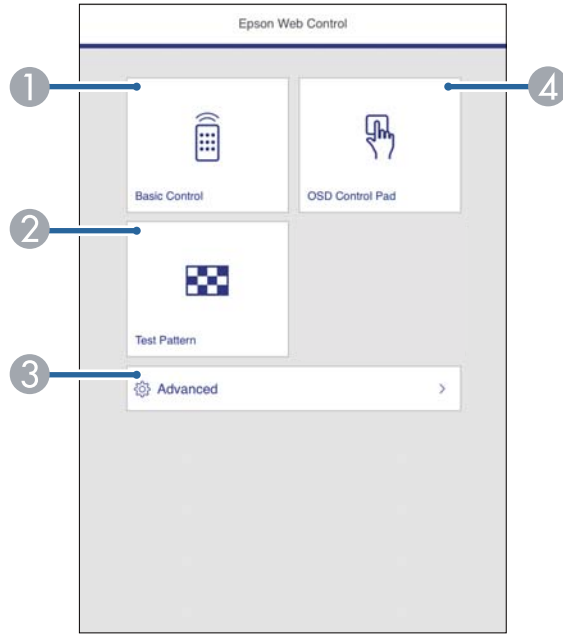 Epson Web Control
1
4
Basic Control
OSD Control Pad
2
Test Pattern
3
Advanced